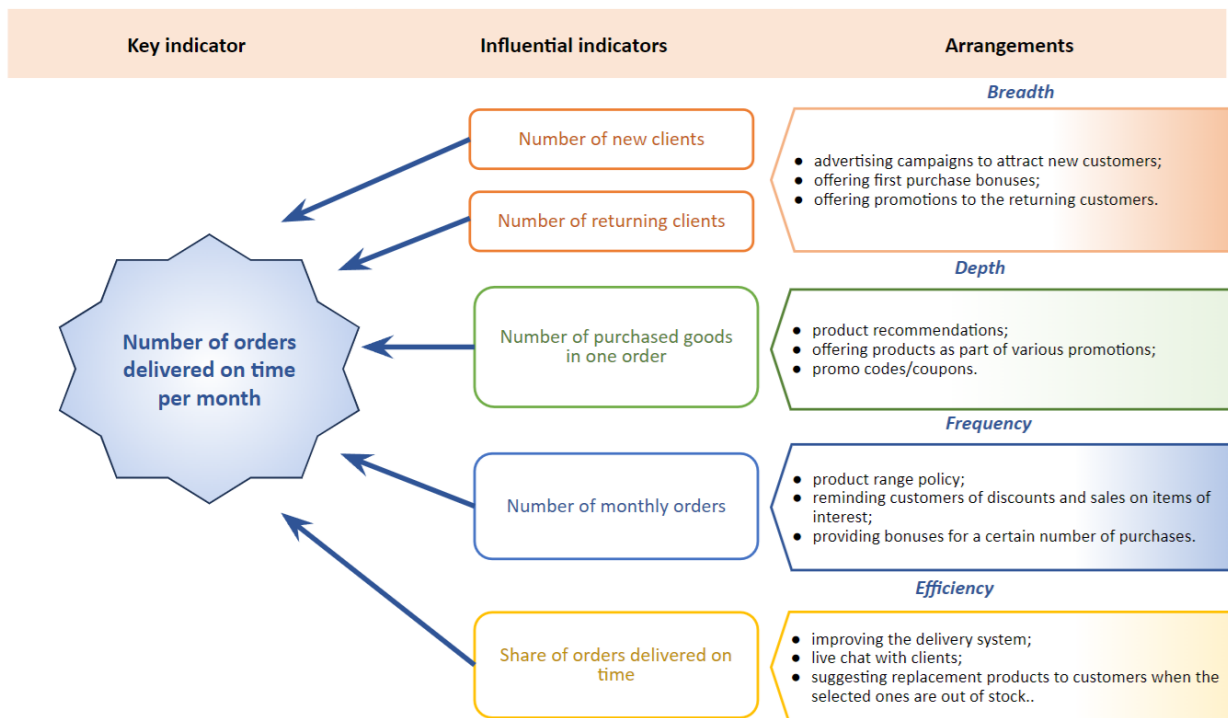 Key indicator
Influential indicators
Arrangements
Breadth
Number of new clients
Number of returning clients
● advertising campaigns to attract new customers;
● offering first purchase bonuses;
● offering promotions to the returning customers.
Depth
Number of orders
delivered on time
per month
Number of purchased goods
in one order
● product recommendations;
● offering products as part of various promotions;
● promo codes/coupons.
Frequency
Number of monthly orders
● product range policy;
● reminding customers of discounts and sales on items of
interest;
● providing bonuses for a certain number of purchases.
Efficiency
Share of orders delivered on
time
● improving the delivery system;
● live chat with clients;
● suggesting replacement products to customers when the
selected ones are out of stock..